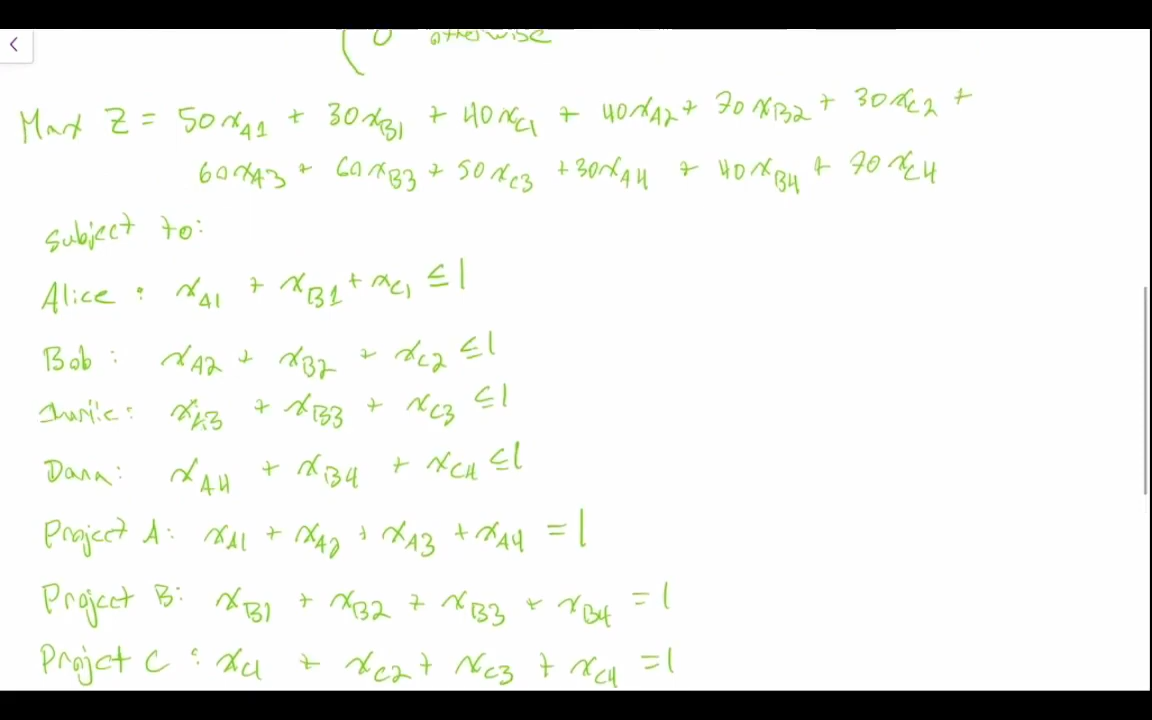 0 otherwise
Max Z = 50x_A1 + 30x_B1 + 40x_C1 + 40x_A2 + 70x_B2 + 30x_C2 +
60x_A3 + 60x_B3 + 50x_C3 + 30x_A4 + 40x_B4 + 70x_C4
Subject to:
Alice : x_A1 + x_B1 + x_C1 ≤ 1
Bob : x_A2 + x_B2 + x_C2 ≤ 1
x_A3 + x_B3 + x_C3 ≤ 1
Dana: x_A4 + x_B4 + x_C4 ≤ 1
Project A: x_A1 + x_A2 + x_A3 + x_A4 = 1
Project B: x_B1 + x_B2 + x_B3 + x_B4 = 1
Projct C : x_C1 + x_C2 + x_C3 + x_C4 = 1